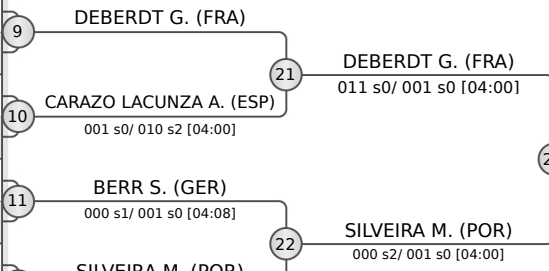 DEBERDT G. (FRA)
9
DEBERDT G. (FRA)
21
011 s0/ 001 s0 [04:00]
CARAZO LACUNZA A. (ESP)
10
001 s0/ 010 s2 [04:00]
BERR S. (GER)
11
000 s1/ 001 s0 [04:08]
SILVEIRA M. (POR)
22
000 s2/ 001 s0 [04:00]
SILVEIRA M. (POR)